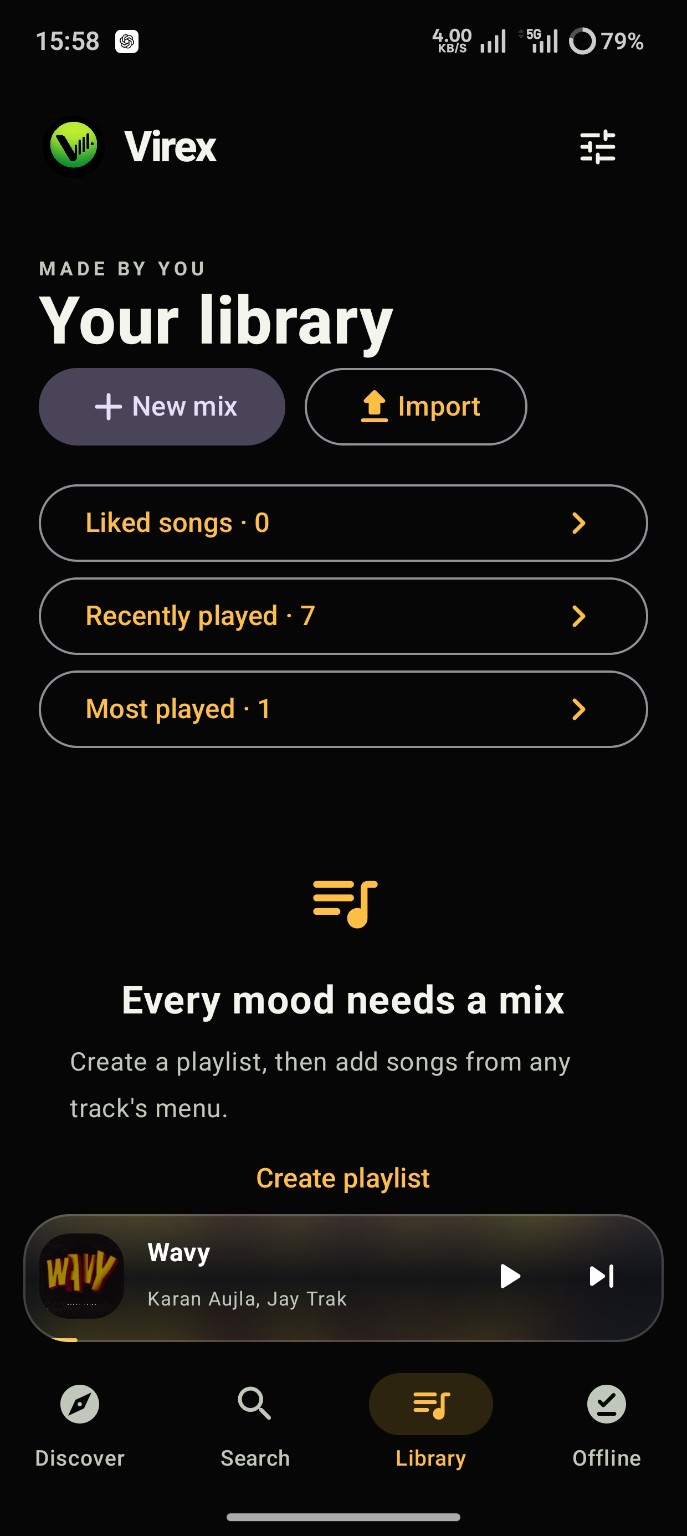 15:58
4.00 KB/S 5G 79%
Virex
MADE BY YOU
Your library
New mix
Import
Liked songs · 0
Recently played · 7
Most played · 1
Every mood needs a mix
Create a playlist, then add songs from any
track's menu.
Create playlist
WAVY
Wavy
Karan Aujla, Jay Trak
Discover
Search
Library
Offline